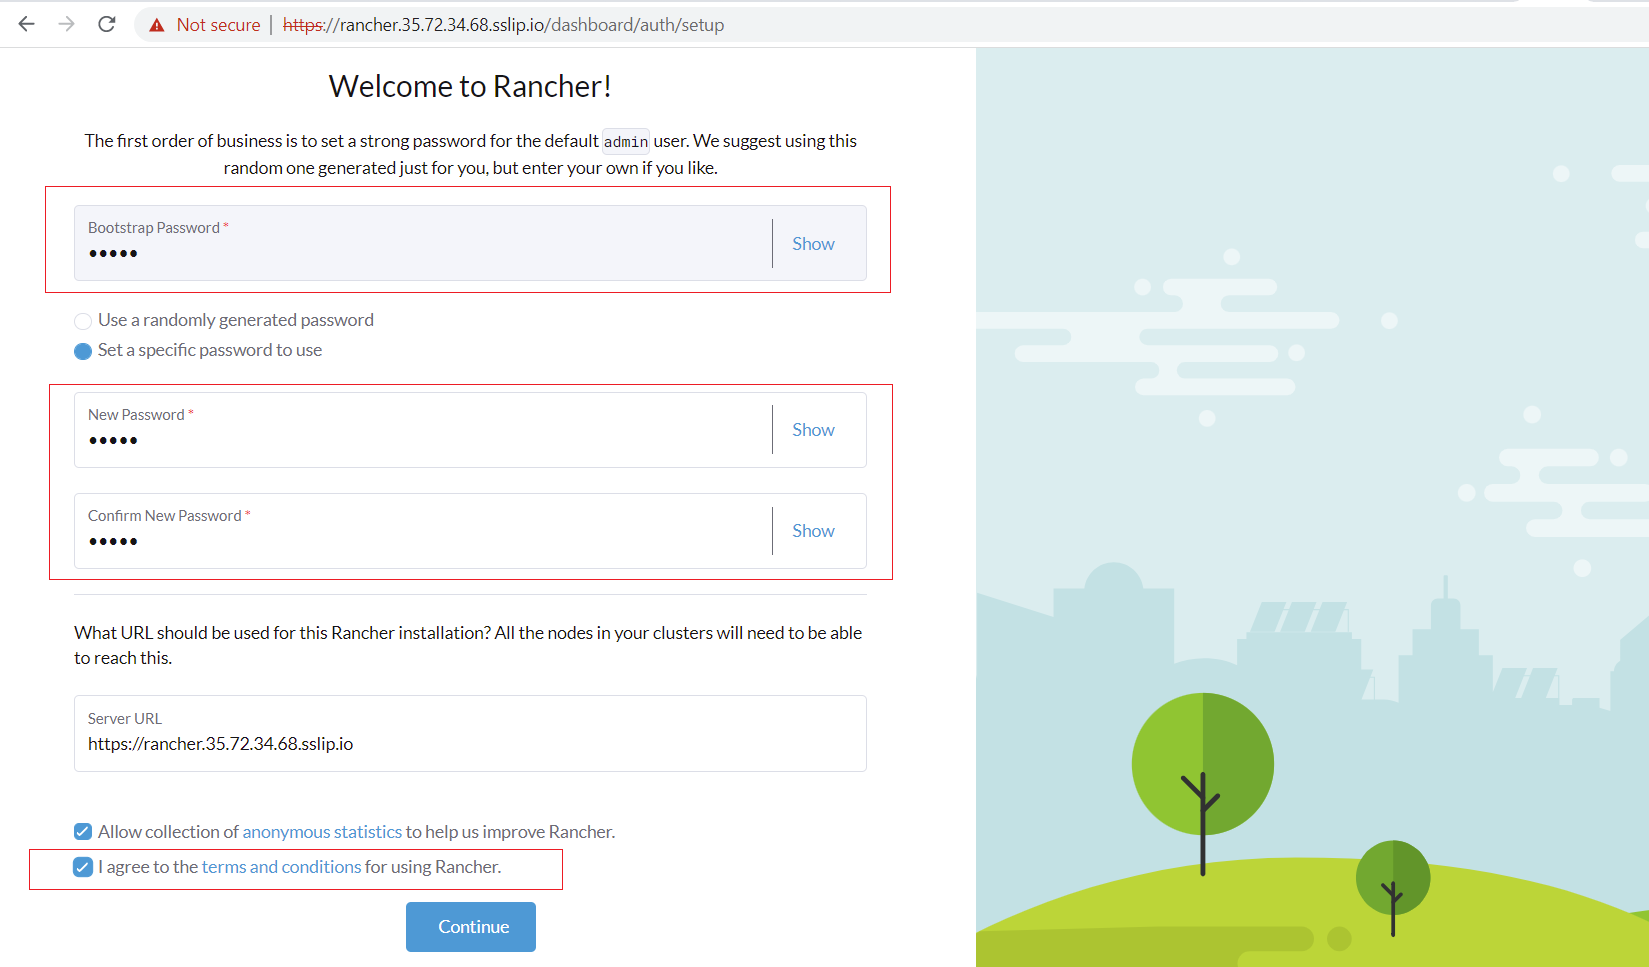 Not secure | https://rancher.35.72.34.68.sslip.io/dashboard/auth/setup
Welcome to Rancher!
The first order of business is to set a strong password for the default admin user. We suggest using this
random one generated just for you, but enter your own if you like.
Bootstrap Password *
•••••
Show
Use a randomly generated password
Set a specific password to use
New Password *
•••••
Show
Confirm New Password *
•••••
Show
What URL should be used for this Rancher installation? All the nodes in your clusters will need to be able
to reach this.
Server URL
https://rancher.35.72.34.68.sslip.io
Allow collection of anonymous statistics to help us improve Rancher.
I agree to the terms and conditions for using Rancher.
Continue